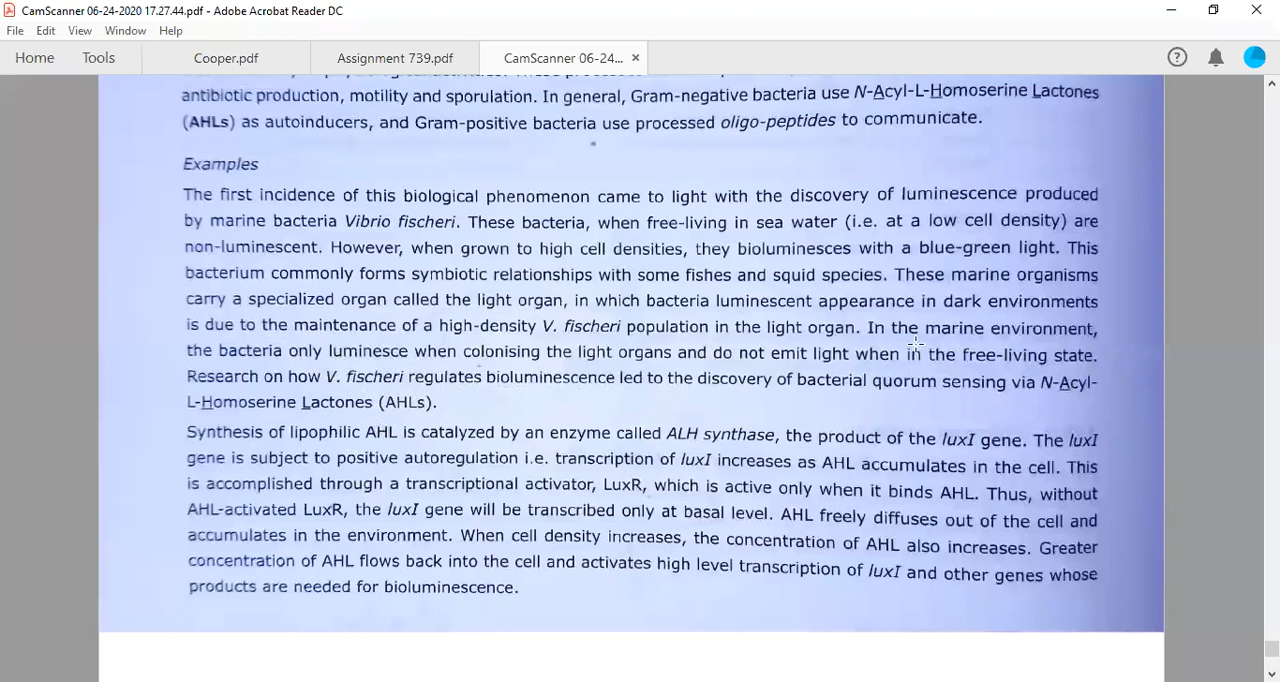 CamScanner 06-24-2020 17.27.44.pdf - Adobe Acrobat Reader DC
File Edit View Window Help
Home Tools Cooper.pdf Assignment 739.pdf CamScanner 06-24... ×
antibiotic production, motility and sporulation. In general, Gram-negative bacteria use N-Acyl-L-Homoserine Lactones
(AHLs) as autoinducers, and Gram-positive bacteria use processed oligo-peptides to communicate.
Examples
The first incidence of this biological phenomenon came to light with the discovery of luminescence produced
by marine bacteria Vibrio fischeri. These bacteria, when free-living in sea water (i.e. at a low cell density) are
non-luminescent. However, when grown to high cell densities, they bioluminesces with a blue-green light. This
bacterium commonly forms symbiotic relationships with some fishes and squid species. These marine organisms
carry a specialized organ called the light organ, in which bacteria luminescent appearance in dark environments
is due to the maintenance of a high-density V. fischeri population in the light organ. In the marine environment,
the bacteria only luminesce when colonising the light organs and do not emit light when in the free-living state.
Research on how V. fischeri regulates bioluminescence led to the discovery of bacterial quorum sensing via N-Acyl-
L-Homoserine Lactones (AHLs).
Synthesis of lipophilic AHL is catalyzed by an enzyme called ALH synthase, the product of the luxI gene. The luxI
gene is subject to positive autoregulation i.e. transcription of luxI increases as AHL accumulates in the cell. This
is accomplished through a transcriptional activator, LuxR, which is active only when it binds AHL. Thus, without
AHL-activated LuxR, the luxI gene will be transcribed only at basal level. AHL freely diffuses out of the cell and
accumulates in the environment. When cell density increases, the concentration of AHL also increases. Greater
concentration of AHL flows back into the cell and activates high level transcription of luxI and other genes whose
products are needed for bioluminescence.